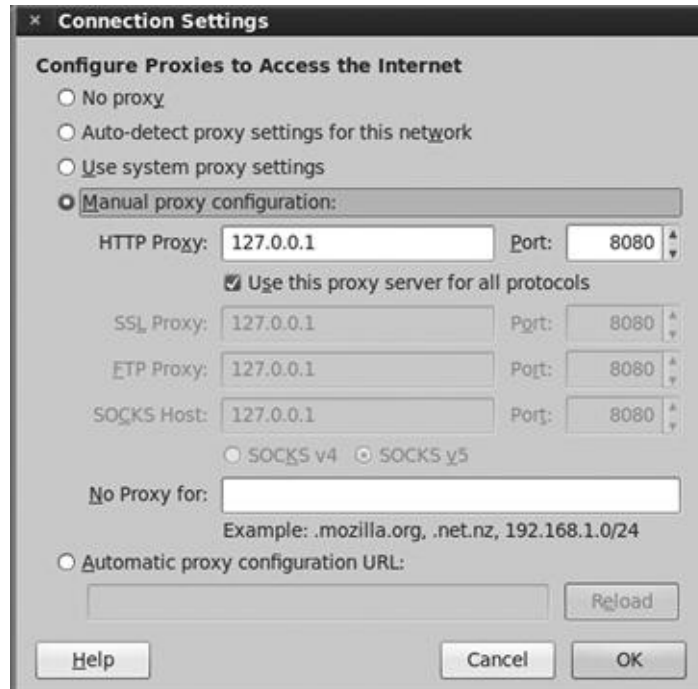 × Connection Settings
Configure Proxies to Access the Internet
No proxy
Auto-detect proxy settings for this network
Use system proxy settings
Manual proxy configuration:
HTTP Proxy: 127.0.0.1 Port: 8080
Use this proxy server for all protocols
SSL Proxy: 127.0.0.1 Port: 8080
FTP Proxy: 127.0.0.1 Port: 8080
SOCKS Host: 127.0.0.1 Port: 8080
SOCKS v4 SOCKS v5
No Proxy for:
Example: .mozilla.org, .net.nz, 192.168.1.0/24
Automatic proxy configuration URL:
Reload
Help Cancel OK